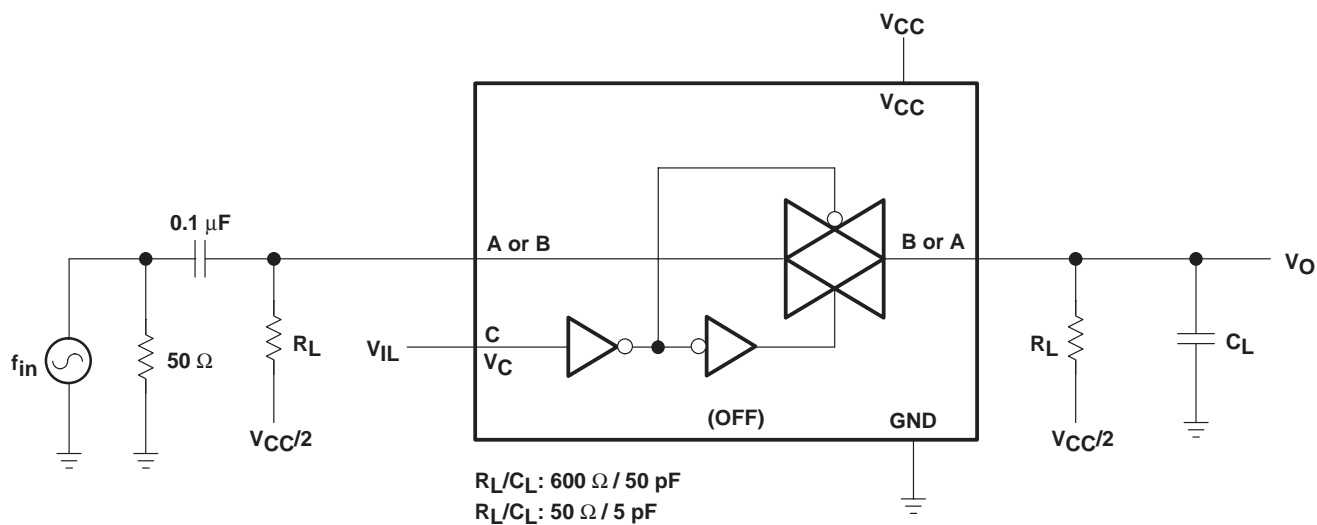 VCC
VCC
0.1 μF
A or B
B or A
VO
fin
50 Ω
RL
VCC/2
VIL
C
VC
(OFF)
GND
RL
VCC/2
CL
RL/CL: 600 Ω / 50 pF
RL/CL: 50 Ω / 5 pF